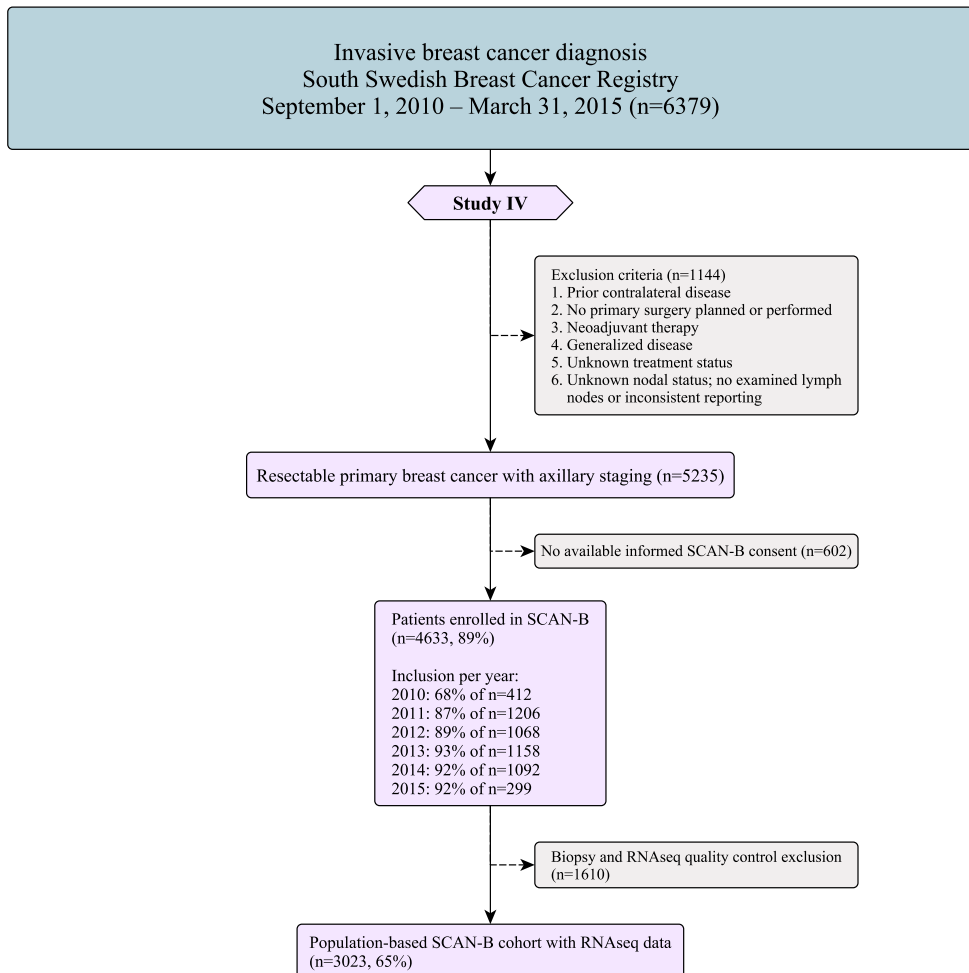 Invasive breast cancer diagnosis
South Swedish Breast Cancer Registry
September 1, 2010 – March 31, 2015 (n=6379)
Study IV
Exclusion criteria (n=1144)
1. Prior contralateral disease
2. No primary surgery planned or performed
3. Neoadjuvant therapy
4. Generalized disease
5. Unknown treatment status
6. Unknown nodal status; no examined lymph
nodes or inconsistent reporting
Resectable primary breast cancer with axillary staging (n=5235)
No available informed SCAN-B consent (n=602)
Patients enrolled in SCAN-B
(n=4633, 89%)
Inclusion per year:
2010: 68% of n=412
2011: 87% of n=1206
2012: 89% of n=1068
2013: 93% of n=1158
2014: 92% of n=1092
2015: 92% of n=299
Biopsy and RNAseq quality control exclusion
(n=1610)
Population-based SCAN-B cohort with RNAseq data
(n=3023, 65%)